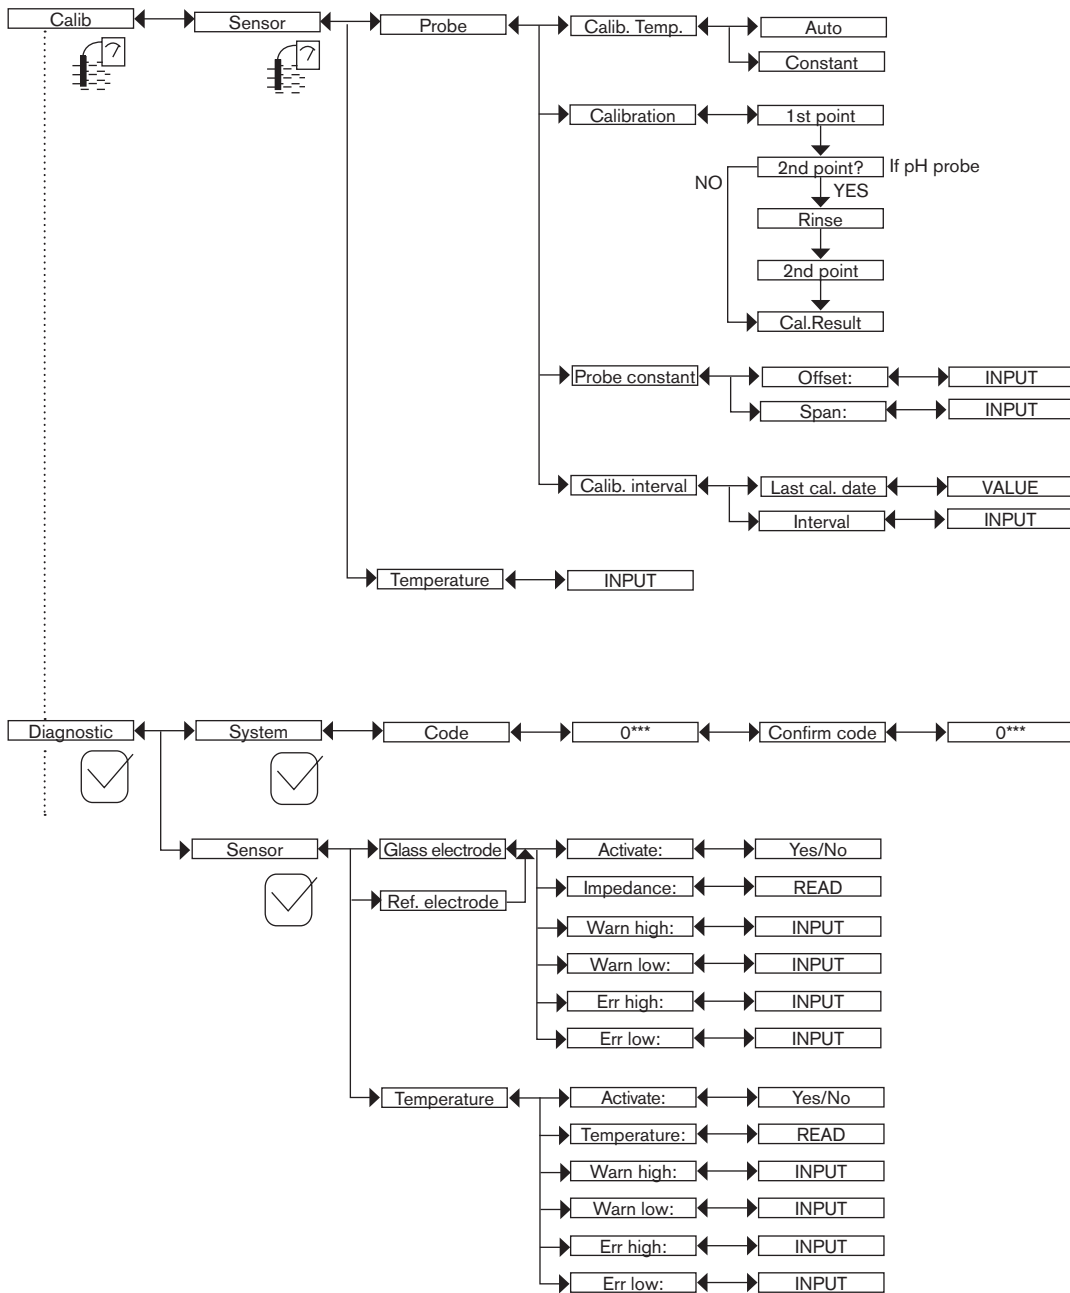 Calib
Sensor
Probe
Calib. Temp.
Auto
Constant
Calibration
1st point
2nd point?
If pH probe
NO
YES
Rinse
2nd point
Cal.Result
Probe constant
Offset:
INPUT
Span:
INPUT
Calib. interval
Last cal. date
VALUE
Interval
INPUT
Temperature
INPUT
Diagnostic
System
Code
0***
Confirm code
0***
Sensor
Glass electrode
Activate:
Yes/No
Ref. electrode
Impedance:
READ
Warn high:
INPUT
Warn low:
INPUT
Err high:
INPUT
Err low:
INPUT
Temperature
Activate:
Yes/No
Temperature:
READ
Warn high:
INPUT
Warn low:
INPUT
Err high:
INPUT
Err low:
INPUT